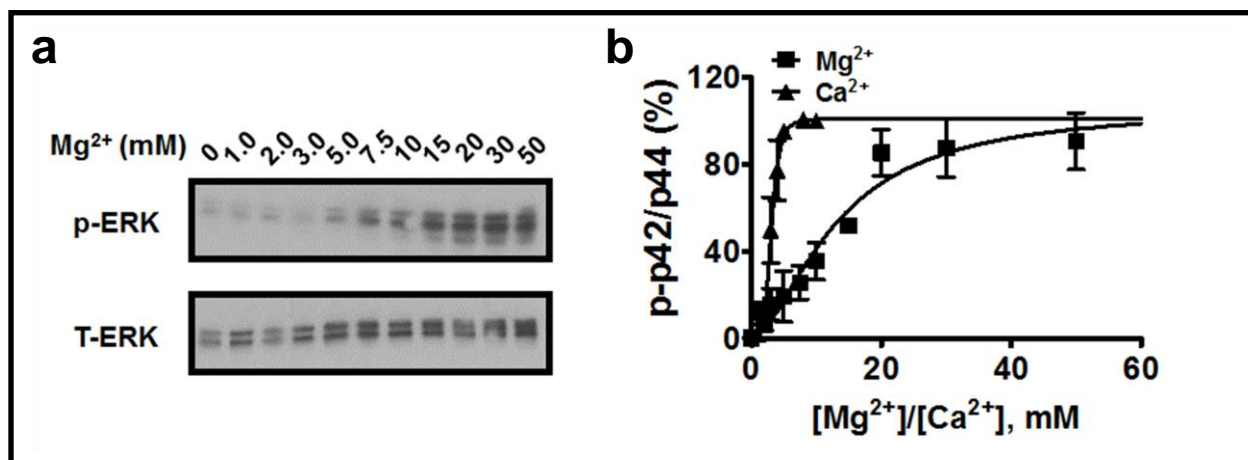 a
Mg²⁺ (mM) 0 1.0 2.0 3.0 5.0 7.5 10 15 20 30 50
p-ERK
T-ERK
b
Mg²⁺
Ca²⁺
p-p42/p44 (%)
120
80
40
0
0 20 40 60
[Mg²⁺]/[Ca²⁺], mM